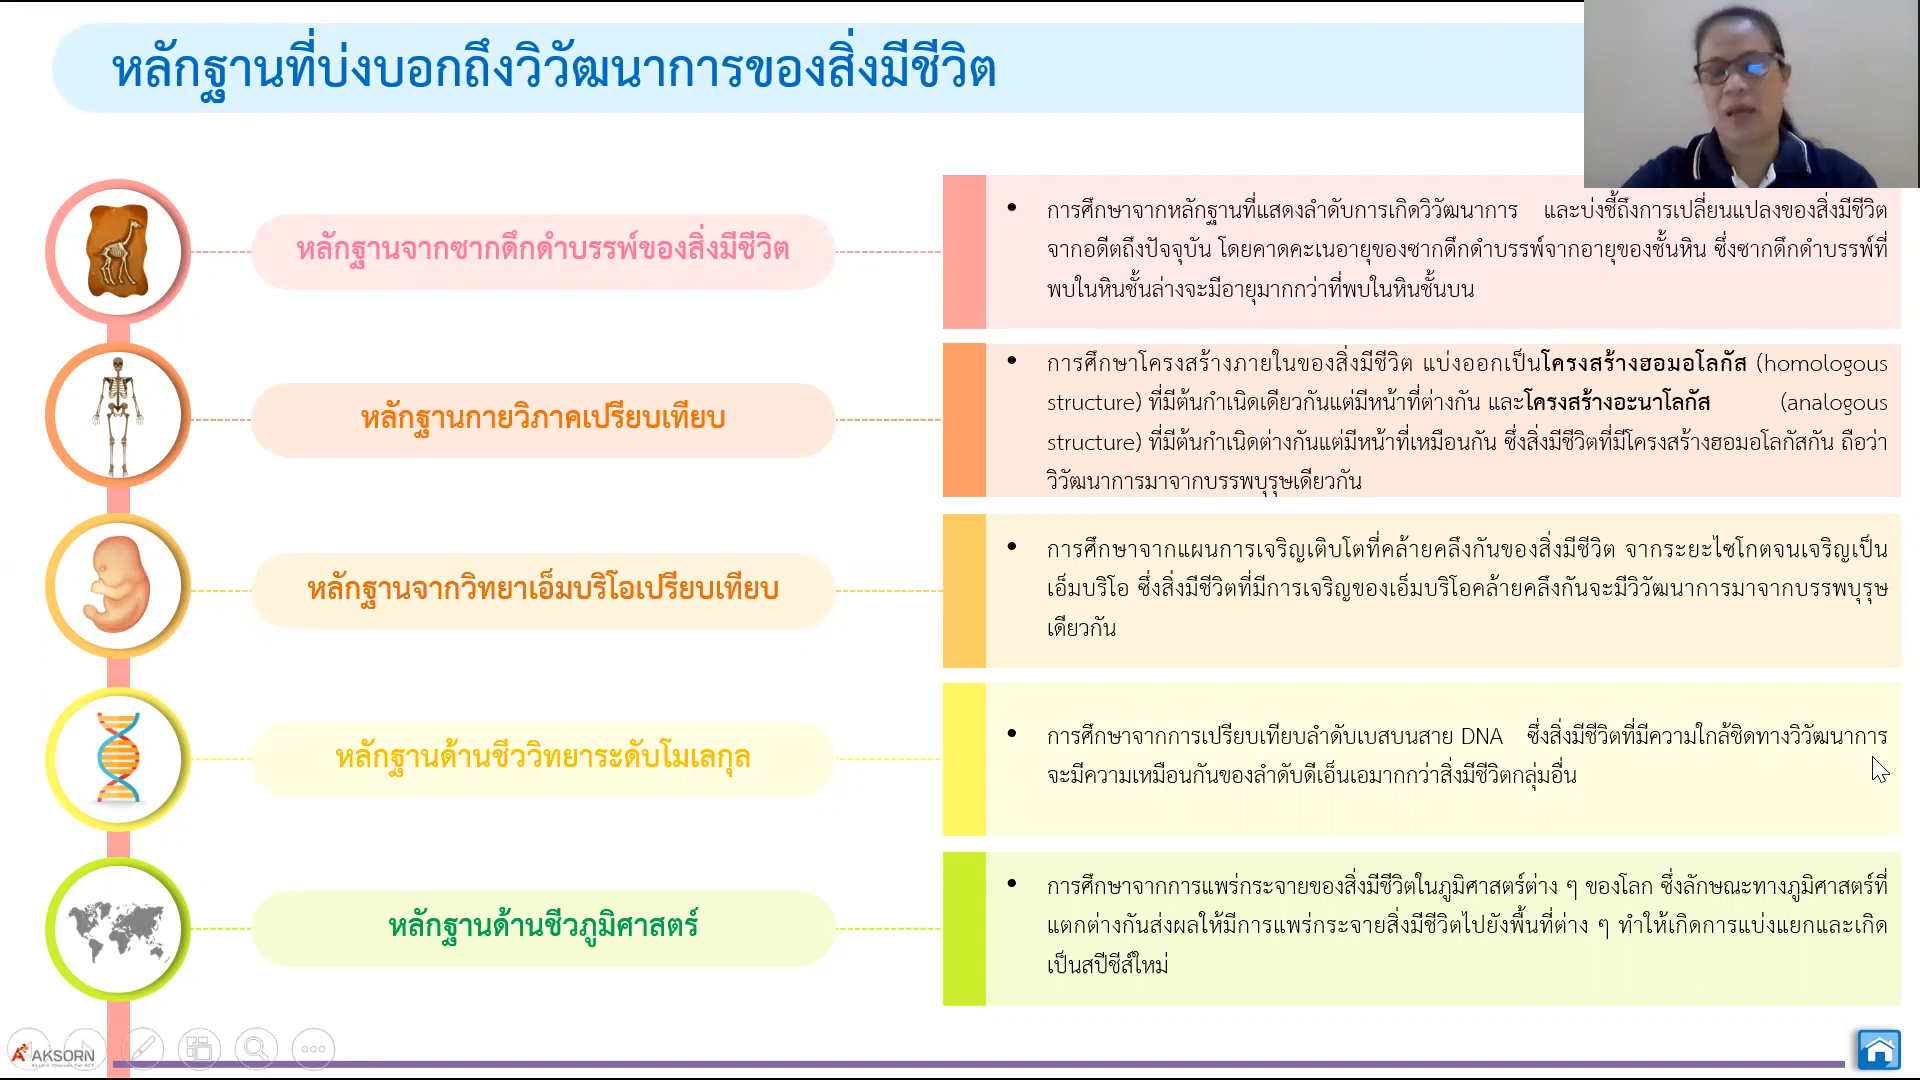 หลักฐานที่บ่งบอกถึงวิวัฒนาการของสิ่งมีชีวิต
หลักฐานจากซากดึกดำบรรพ์ของสิ่งมีชีวิต
การศึกษาจากหลักฐานที่แสดงลำดับการเกิดวิวัฒนาการ และบ่งชี้ถึงการเปลี่ยนแปลงของสิ่งมีชีวิต
จากอดีตถึงปัจจุบัน โดยคาดคะเนอายุของซากดึกดำบรรพ์จากอายุของชั้นหิน ซึ่งซากดึกดำบรรพ์ที่
พบในหินชั้นล่างจะมีอายุมากกว่าที่พบในหินชั้นบน
หลักฐานกายวิภาคเปรียบเทียบ
การศึกษาโครงสร้างภายในของสิ่งมีชีวิต แบ่งออกเป็นโครงสร้างฮอมอโลกัส (homologous
structure) ที่มีต้นกำเนิดเดียวกันแต่มีหน้าที่ต่างกัน และโครงสร้างอะนาโลกัส (analogous
structure) ที่มีต้นกำเนิดต่างกันแต่มีหน้าที่เหมือนกัน ซึ่งสิ่งมีชีวิตที่มีโครงสร้างฮอมอโลกัสกัน ถือว่า
วิวัฒนาการมาจากบรรพบุรุษเดียวกัน
หลักฐานจากวิทยาเอ็มบริโอเปรียบเทียบ
การศึกษาจากแผนการเจริญเติบโตที่คล้ายคลึงกันของสิ่งมีชีวิต จากระยะไซโกตจนเจริญเป็น
เอ็มบริโอ ซึ่งสิ่งมีชีวิตที่มีการเจริญของเอ็มบริโอคล้ายคลึงกันจะมีวิวัฒนาการมาจากบรรพบุรุษ
เดียวกัน
หลักฐานด้านชีววิทยาระดับโมเลกุล
การศึกษาจากการเปรียบเทียบลำดับเบสบนสาย DNA ซึ่งสิ่งมีชีวิตที่มีความใกล้ชิดทางวิวัฒนาการ
จะมีความเหมือนกันของลำดับดีเอ็นเอมากกว่าสิ่งมีชีวิตกลุ่มอื่น
หลักฐานด้านชีวภูมิศาสตร์
การศึกษาจากการแพร่กระจายของสิ่งมีชีวิตในภูมิศาสตร์ต่าง ๆ ของโลก ซึ่งลักษณะทางภูมิศาสตร์ที่
แตกต่างกันส่งผลให้มีการแพร่กระจายสิ่งมีชีวิตไปยังพื้นที่ต่าง ๆ ทำให้เกิดการแบ่งแยกและเกิด
เป็นสปีชีส์ใหม่
AKSORN